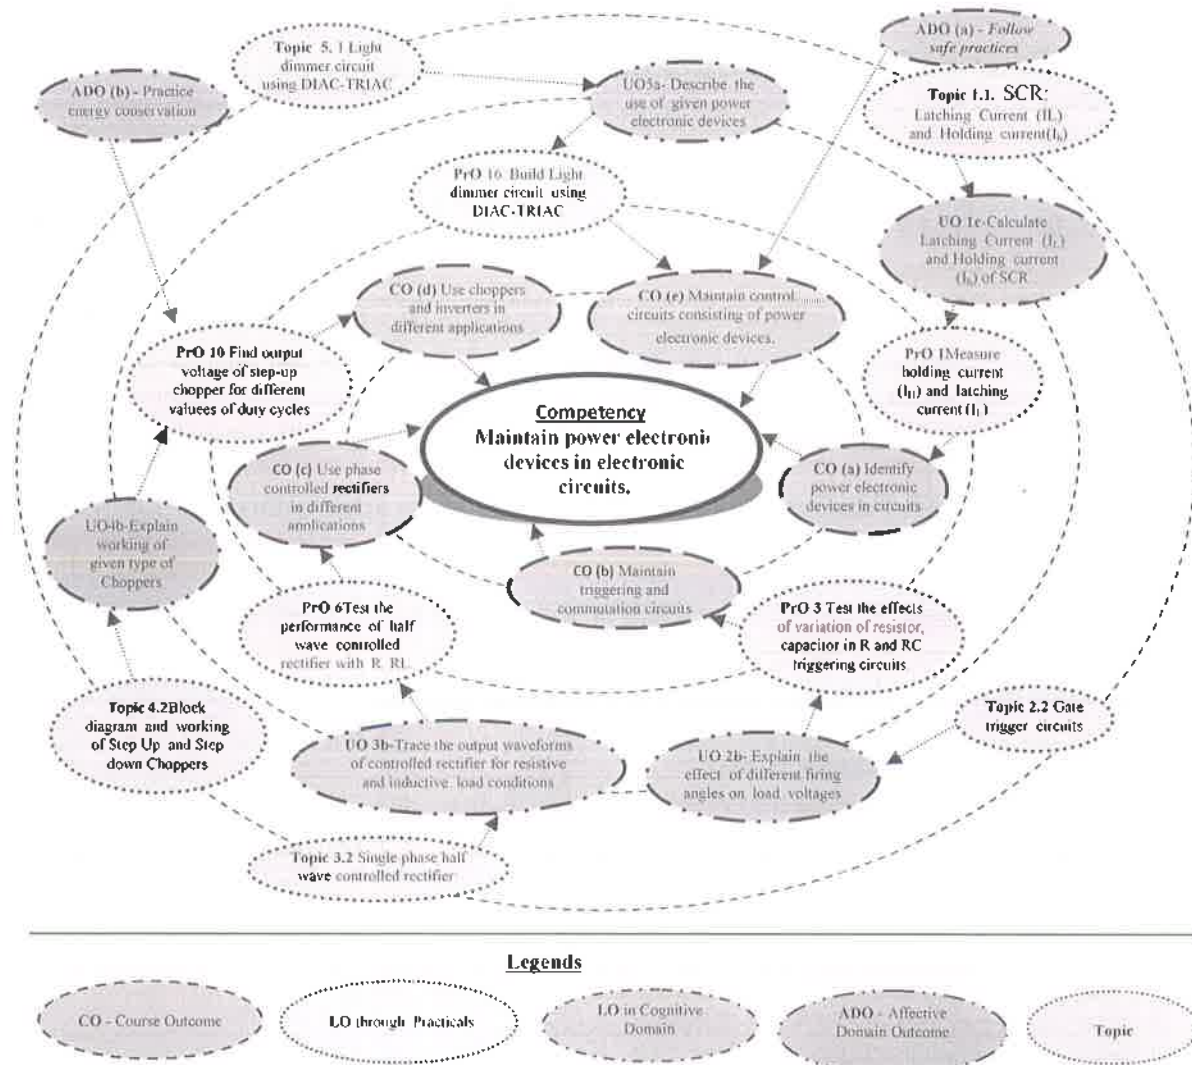 ADO (a) - Follow
safe practices
Topic 5. 1 Light
dimmer circuit
using DIAC-TRIAC
ADO (b) - Practice
energy conservation
UO5a- Describe the
use of given power
electronic devices
Topic 1.1. SCR:
Latching Current (IL)
and Holding current(Ih)
PrO 16 Build Light
dimmer circuit using
DIAC-TRIAC
UO 1c-Calculate
Latching Current (IL)
and Holding current
(Ih) of SCR
CO (d) Use choppers
and inverters in
different applications
CO (e) Maintain control
circuits consisting of power
electronic devices.
PrO 10 Find output
voltage of step-up
chopper for different
valuees of duty cycles
PrO 1Measure
holding current
(IH) and latching
current (IL)
Competency
Maintain power electronic
devices in electronic
circuits.
CO (c) Use phase
controlled rectifiers
in different
applications
CO (a) Identify
power electronic
devices in circuits
UO4b-Explain
working of
given type of
Choppers
CO (b) Maintain
triggering and
commutation circuits
PrO 6Test the
performance of half
wave controlled
rectifier with R, RL
PrO 3 Test the effects
of variation of resistor,
capacitor in R and RC
triggering circuits
Topic 4.2Block
diagram and working
of Step Up and Step
down Choppers
Topic 2.2 Gate
trigger circuits
UO 3b-Trace the output waveforms
of controlled rectifier for resistive
and inductive load conditions
UO 2b- Explain the
effect of different firing
angles on load voltages
Topic 3.2 Single phase half
wave controlled rectifier
Legends
CO - Course Outcome
LO through Practicals
LO in Cognitive
Domain
ADO - Affective
Domain Outcome
Topic